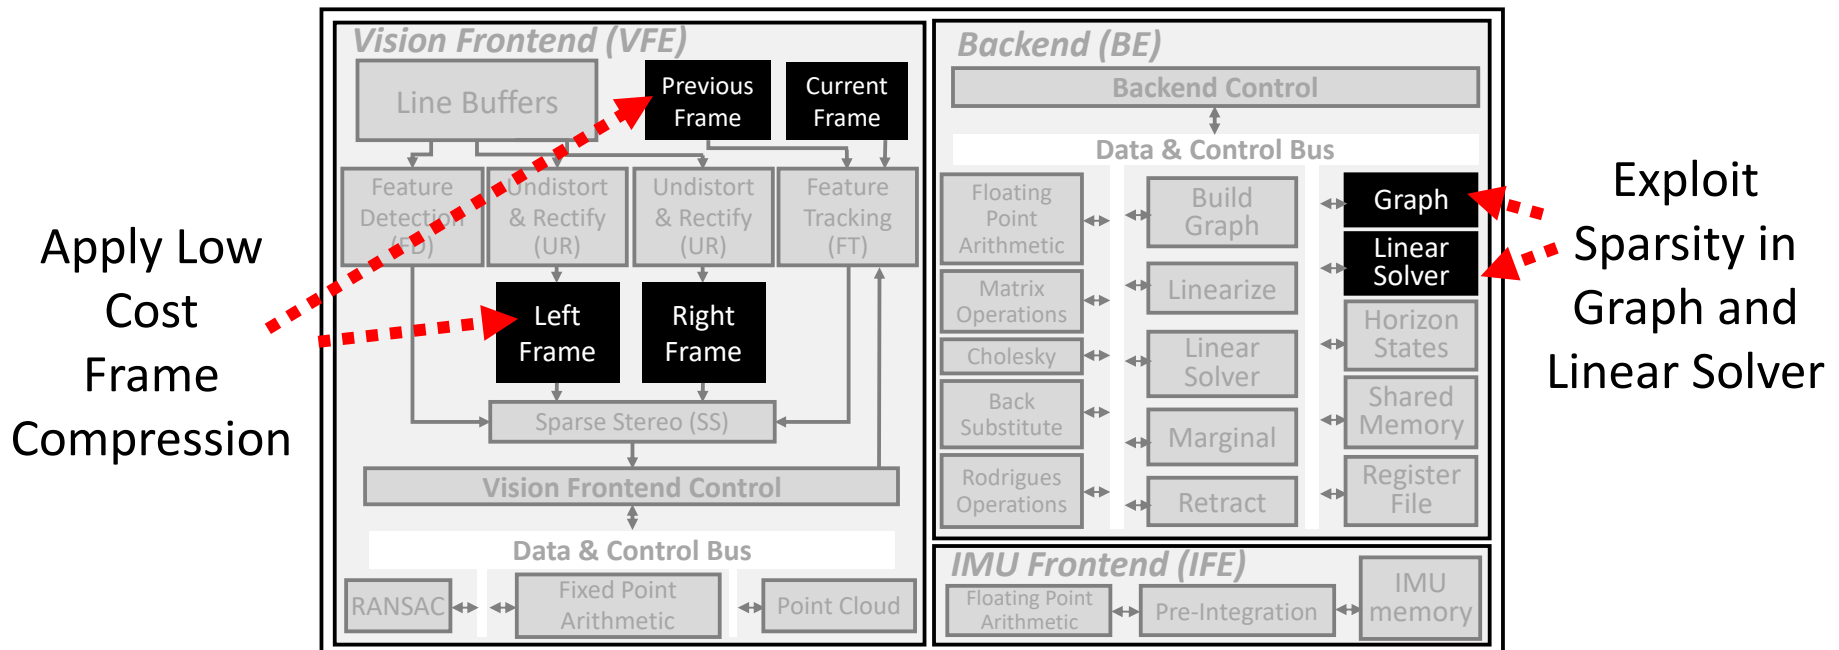 Apply Low
Cost
Frame
Compression
Vision Frontend (VFE)
Line Buffers
Previous
Frame
Current
Frame
Feature
Detection
(FD)
Undistort
& Rectify
(UR)
Undistort
& Rectify
(UR)
Feature
Tracking
(FT)
Left
Frame
Right
Frame
Sparse Stereo (SS)
Vision Frontend Control
Data & Control Bus
RANSAC
Fixed Point
Arithmetic
Point Cloud
Backend (BE)
Backend Control
Data & Control Bus
Floating
Point
Arithmetic
Matrix
Operations
Cholesky
Back
Substitute
Rodrigues
Operations
Build
Graph
Linearize
Linear
Solver
Marginal
Retract
Graph
Linear
Solver
Horizon
States
Shared
Memory
Register
File
IMU Frontend (IFE)
Floating Point
Arithmetic
Pre-Integration
IMU
memory
Exploit
Sparsity in
Graph and
Linear Solver